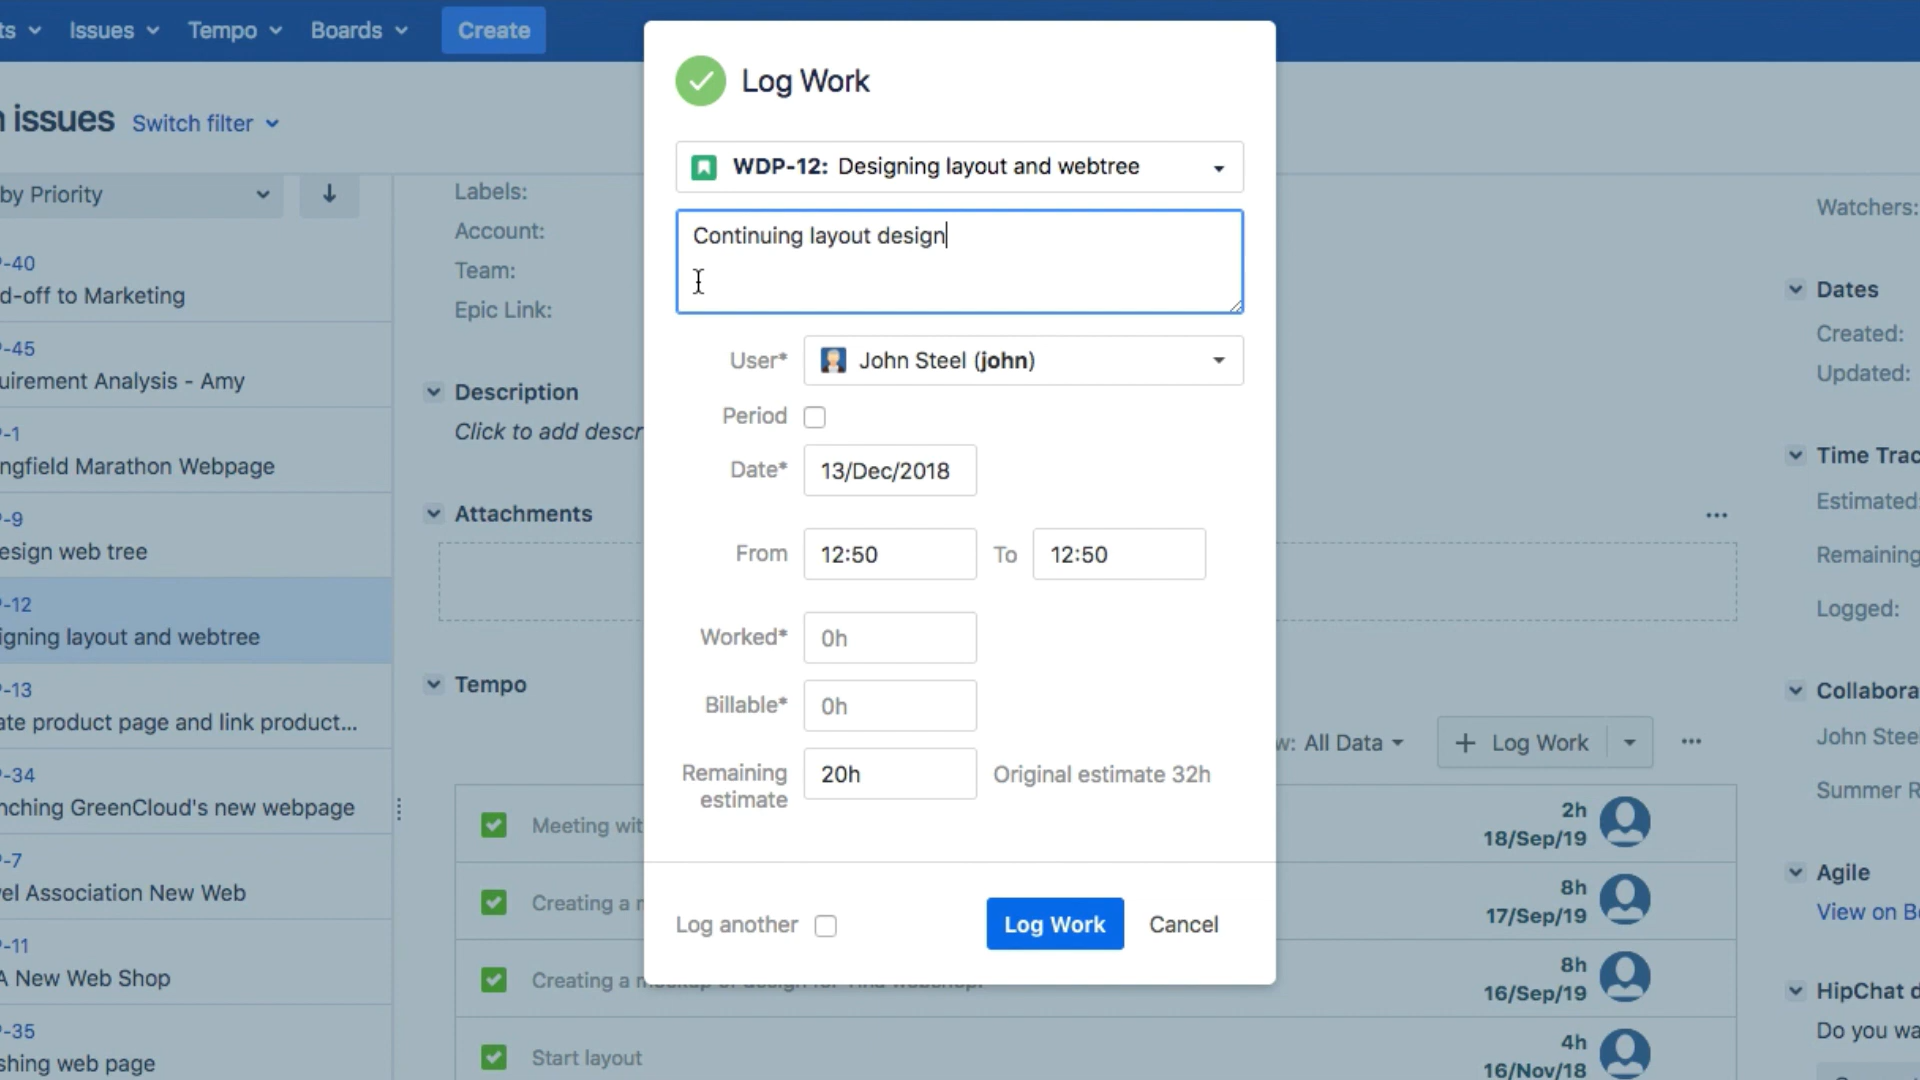 Issues
Tempo
Boards
Create
issues
Switch filter
by Priority
-40
d-off to Marketing
-45
uirement Analysis - Amy
-1
ngfield Marathon Webpage
-9
esign web tree
-12
igning layout and webtree
-13
ate product page and link product...
-34
nching GreenCloud's new webpage
-7
el Association New Web
-11
A New Web Shop
-35
shing web page
Labels:
Account:
Team:
Epic Link:
Description
Click to add descr
Attachments
Tempo
Log Work
WDP-12: Designing layout and webtree
Continuing layout design
User* John Steel (john)
Period
Date* 13/Dec/2018
From 12:50 To 12:50
Worked* 0h
Billable* 0h
Remaining estimate 20h Original estimate 32h
Log another Log Work Cancel
w: All Data + Log Work
Meeting wit 2h
18/Sep/19
Creating a 8h
17/Sep/19
Creating a 8h
16/Sep/19
Start layout 4h
16/Nov/18
Watchers:
Dates
Created:
Updated:
Time Trac
Estimated:
Remaining
Logged:
Collabora
John Stee
Summer R
Agile
View on B
HipChat d
Do you wa